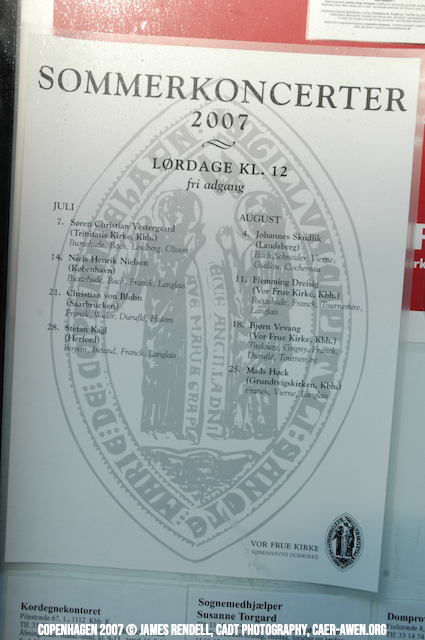 SOMMERKONCERTER
2007
LØRDAGE KL. 12
fri adgang
JULI
7. Søren Christian Vestergaard
(Trinitatis Kirke, Kbh.)
Buxtehude, Bach, Lindberg, Olsson
14. Niels Henrik Nielsen
(København)
Buxtehude, Bach, Franck, Langlais
21. Christian von Blohn
(Saarbrücken)
Franck, Widor, Duruflé, Hakim
28. Stefan Kagl
(Herford)
Ireland, Franck, Langlais
AUGUST
4. Johannes Skudlik
(Landsberg)
Bach, Schneider, Vierne,
Guillou, Cochereau
11. Flemming Dreisig
(Vor Frue Kirke, Kbh.)
Buxtehude, Franck, Tournemire,
Langlais
18. Bjørn Vevang
(Vor Frue Kirke, Kbh.)
Titelouze, Grigny, Franck,
Duruflé, Tournemire
25. Mads Høck
(Grundtvigskirken, Kbh.)
Franck, Vierne, Langlais
VOR FRUE KIRKE
KØBENHAVNS DOMKIRKE
Kordegnekontoret
Pilestræde 67, 1., 1112 Kbh. K
Sognemedhjælper
Susanne Torgard
COPENHAGEN 2007 © JAMES RENDELL, CADT PHOTOGRAPHY, CAER-AWEN.ORG